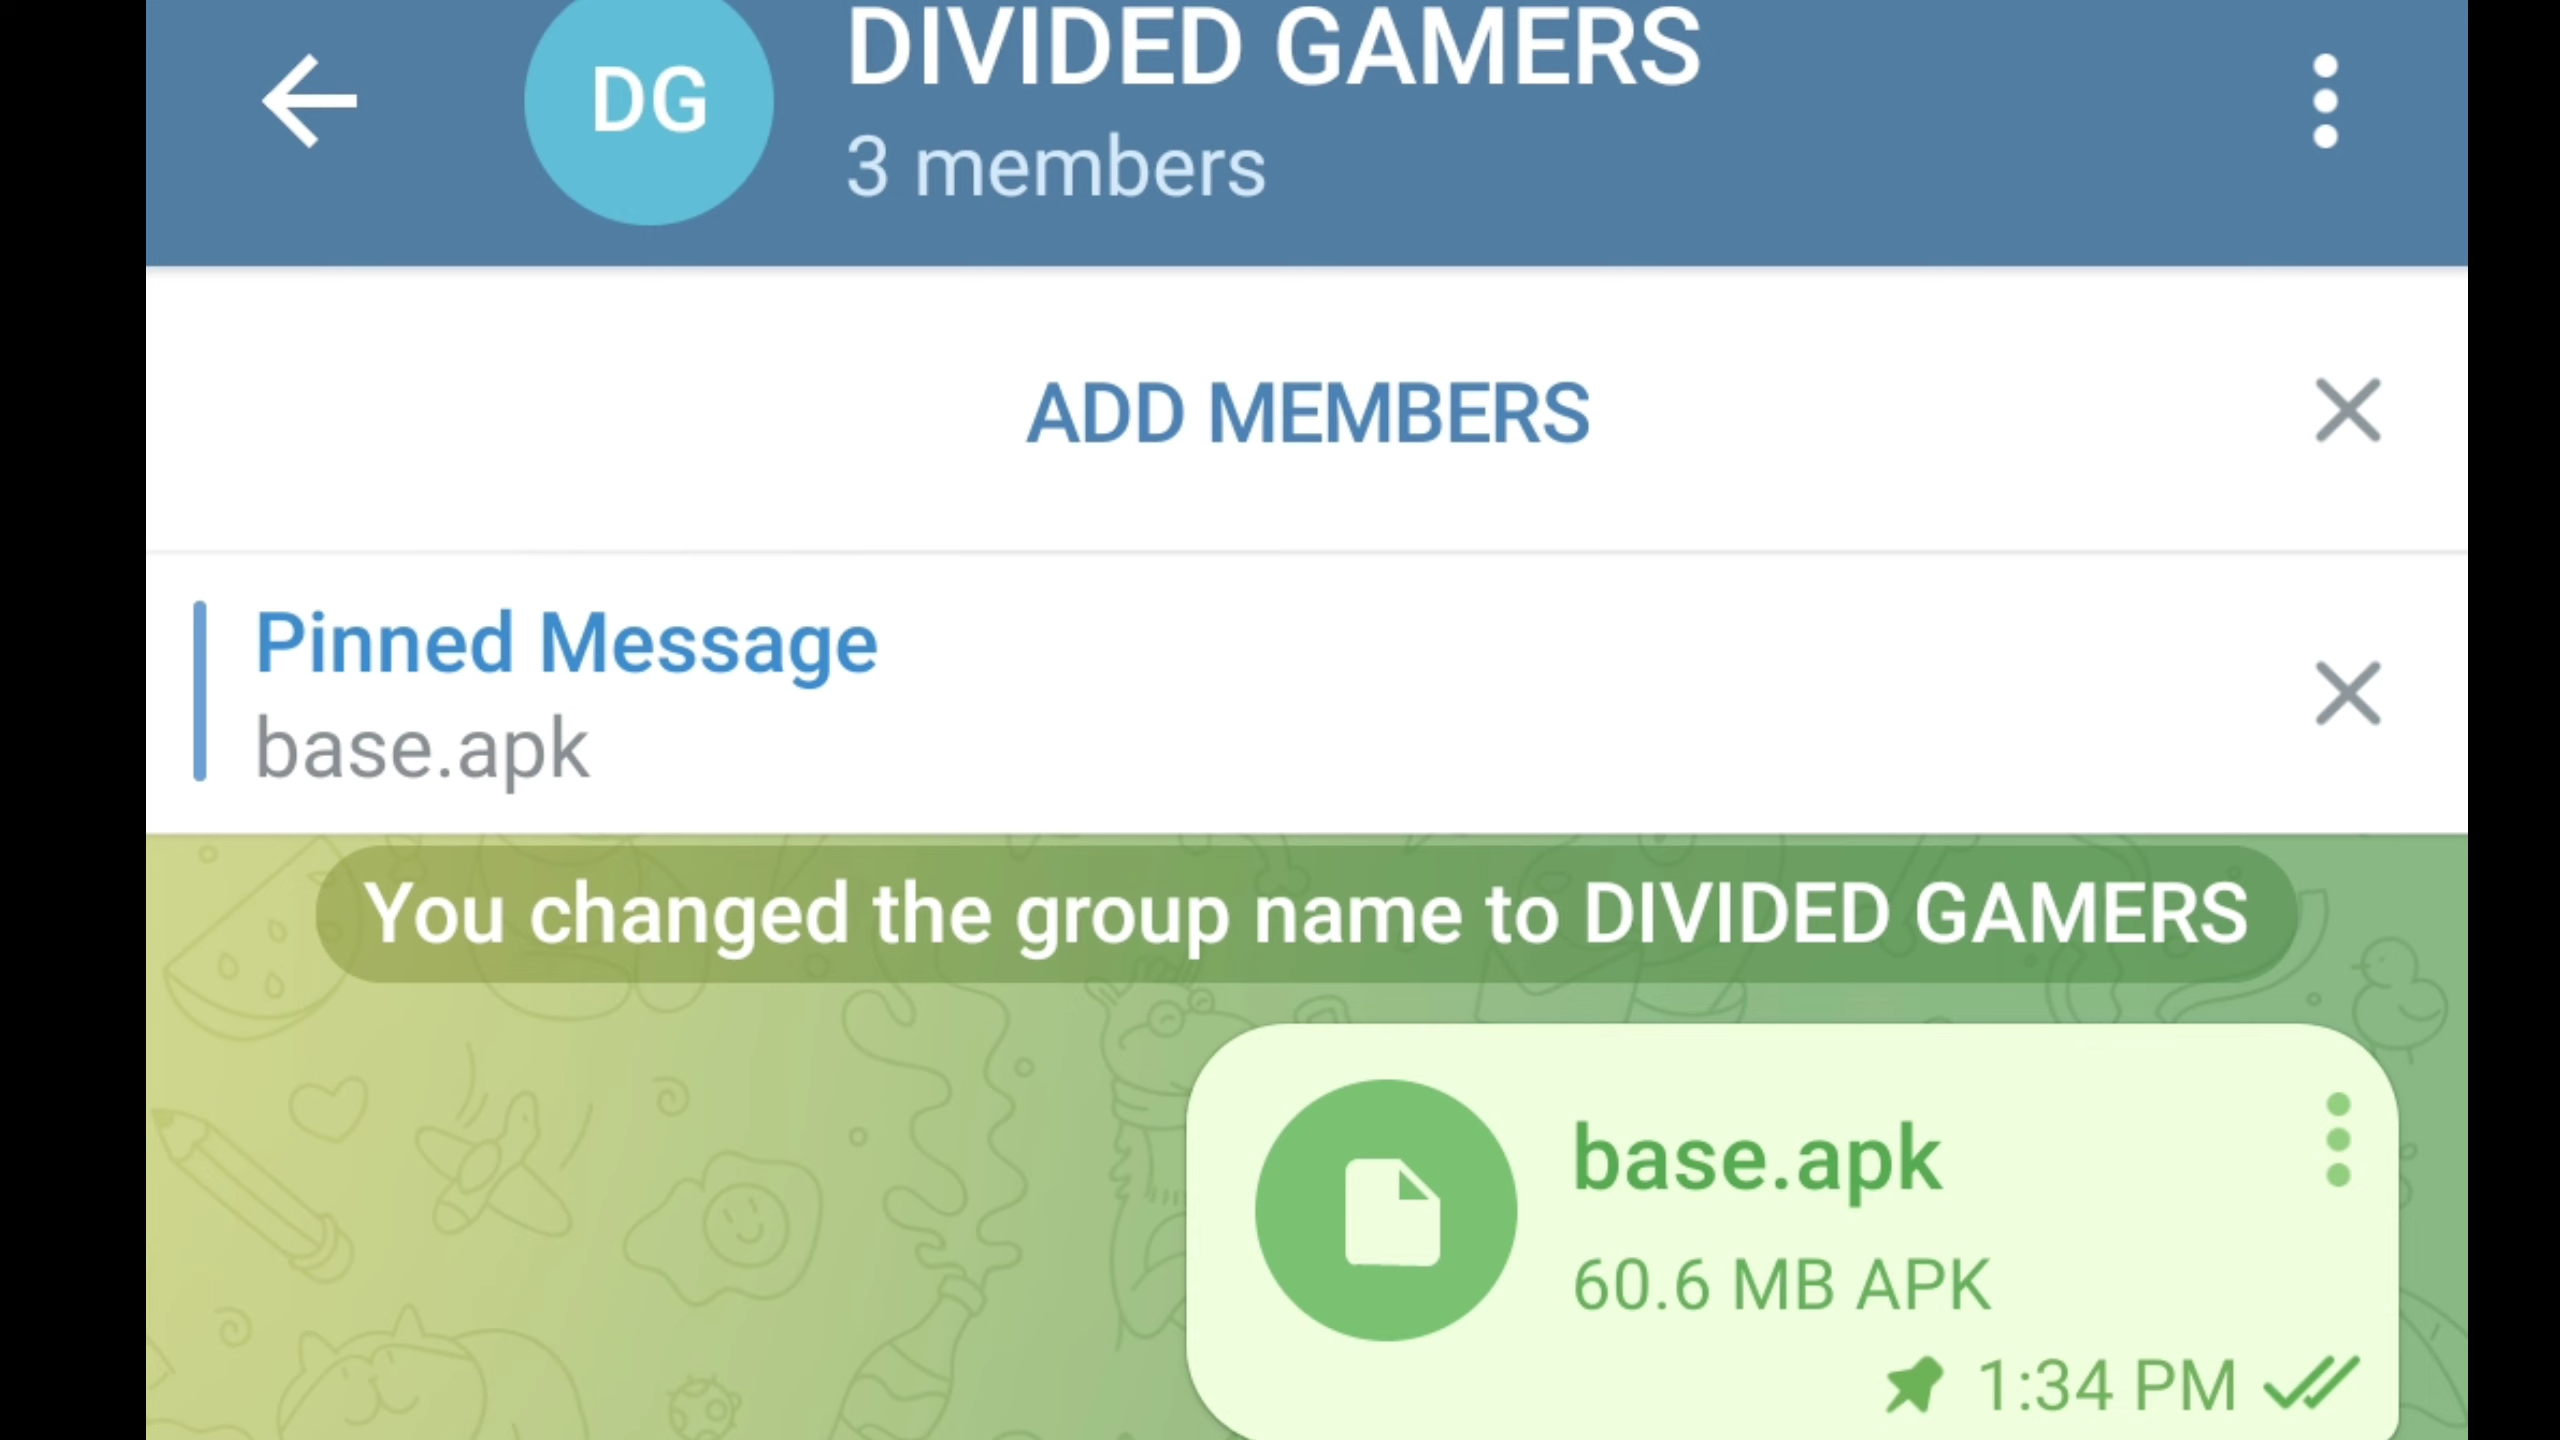 DG
DIVIDED GAMERS
3 members
ADD MEMBERS
Pinned Message
base.apk
You changed the group name to DIVIDED GAMERS
base.apk
60.6 MB APK
1:34 PM